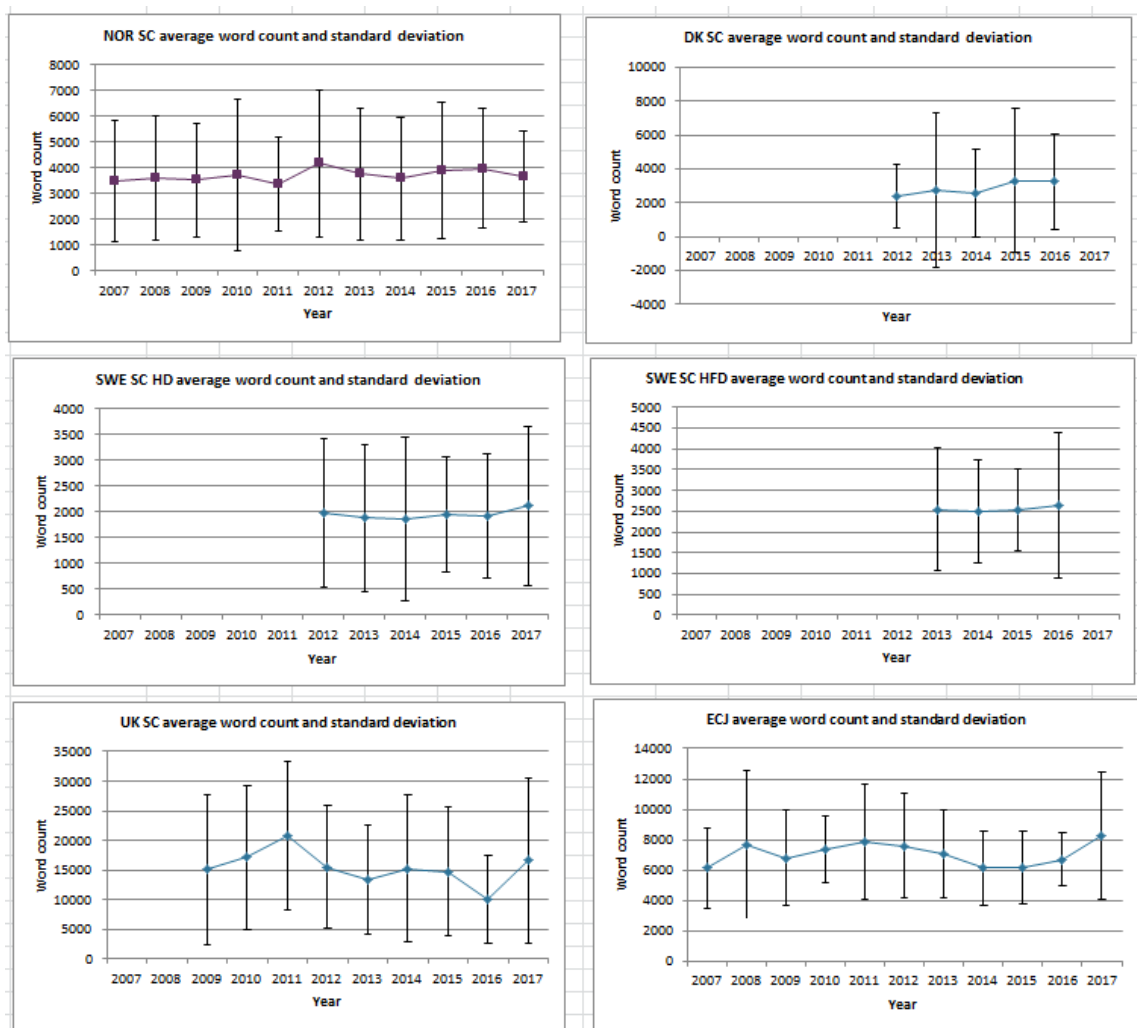 NOR SC average word count and standard deviation
8000
7000
6000
5000
4000
3000
2000
1000
0
Word count
2007 2008 2009 2010 2011 2012 2013 2014 2015 2016 2017
Year
DK SC average word count and standard deviation
10000
8000
6000
4000
2000
0
-2000
-4000
Word count
2007 2008 2009 2010 2011 2012 2013 2014 2015 2016 2017
Year
SWE SC HD average word count and standard deviation
4000
3500
3000
2500
2000
1500
1000
500
0
Word count
2007 2008 2009 2010 2011 2012 2013 2014 2015 2016 2017
Year
SWE SC HFD average word count and standard deviation
5000
4500
4000
3500
3000
2500
2000
1500
1000
500
0
Word count
2007 2008 2009 2010 2011 2012 2013 2014 2015 2016 2017
Year
UK SC average word count and standard deviation
35000
30000
25000
20000
15000
10000
5000
0
Word count
2007 2008 2009 2010 2011 2012 2013 2014 2015 2016 2017
Year
ECJ average word count and standard deviation
14000
12000
10000
8000
6000
4000
2000
0
Word count
2007 2008 2009 2010 2011 2012 2013 2014 2015 2016 2017
Year